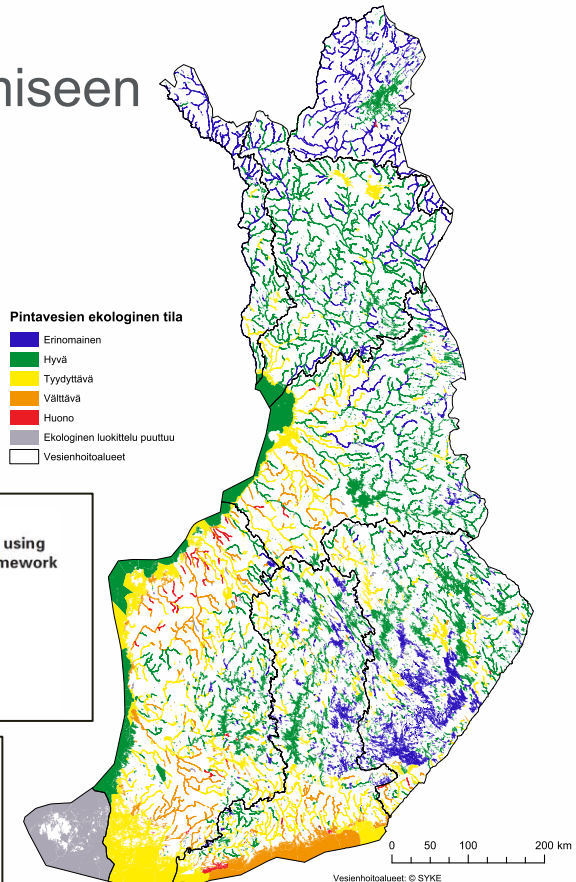 niseen
Pintavesien ekologinen tila
Erinomainen
Hyvä
Tyydyttävä
Välttävä
Huono
Ekologinen luokittelu puuttuu
Vesienhoitoalueet
using
mework
0 50 100 200 km
Vesienhoitoalueet: © SYKE